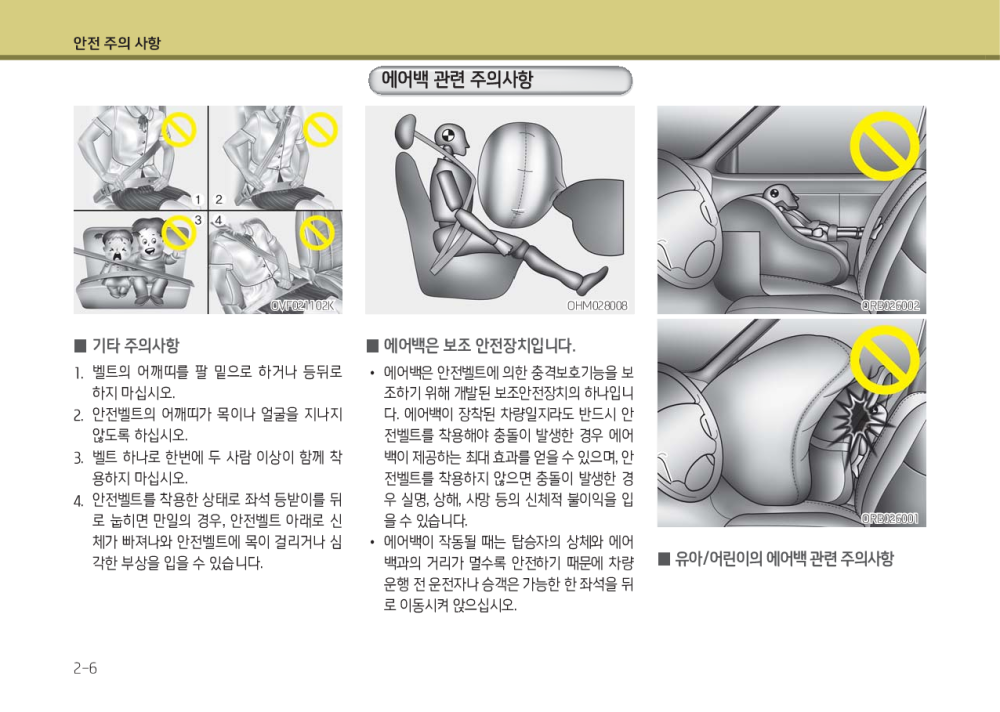 안전 주의 사항
에어백 관련 주의사항
1
2
3
4
OVF021102K
■ 기타 주의사항
1. 벨트의 어깨띠를 팔 밑으로 하거나 등뒤로
하지 마십시오.
2. 안전벨트의 어깨띠가 목이나 얼굴을 지나지
않도록 하십시오.
3. 벨트 하나로 한번에 두 사람 이상이 함께 착
용하지 마십시오.
4. 안전벨트를 착용한 상태로 좌석 등받이를 뒤
로 눕히면 만일의 경우, 안전벨트 아래로 신
체가 빠져나와 안전벨트에 목이 걸리거나 심
각한 부상을 입을 수 있습니다.
OHM028008
■ 에어백은 보조 안전장치입니다.
• 에어백은 안전벨트에 의한 충격보호기능을 보
조하기 위해 개발된 보조안전장치의 하나입니
다. 에어백이 장착된 차량일지라도 반드시 안
전벨트를 착용해야 충돌이 발생한 경우 에어
백이 제공하는 최대 효과를 얻을 수 있으며, 안
전벨트를 착용하지 않으면 충돌이 발생한 경
우 실명, 상해, 사망 등의 신체적 불이익을 입
을 수 있습니다.
• 에어백이 작동될 때는 탑승자의 상체와 에어
백과의 거리가 멀수록 안전하기 때문에 차량
운행 전 운전자나 승객은 가능한 한 좌석을 뒤
로 이동시켜 앉으십시오.
ORB026002
ORB026001
■ 유아/어린이의 에어백 관련 주의사항
2-6